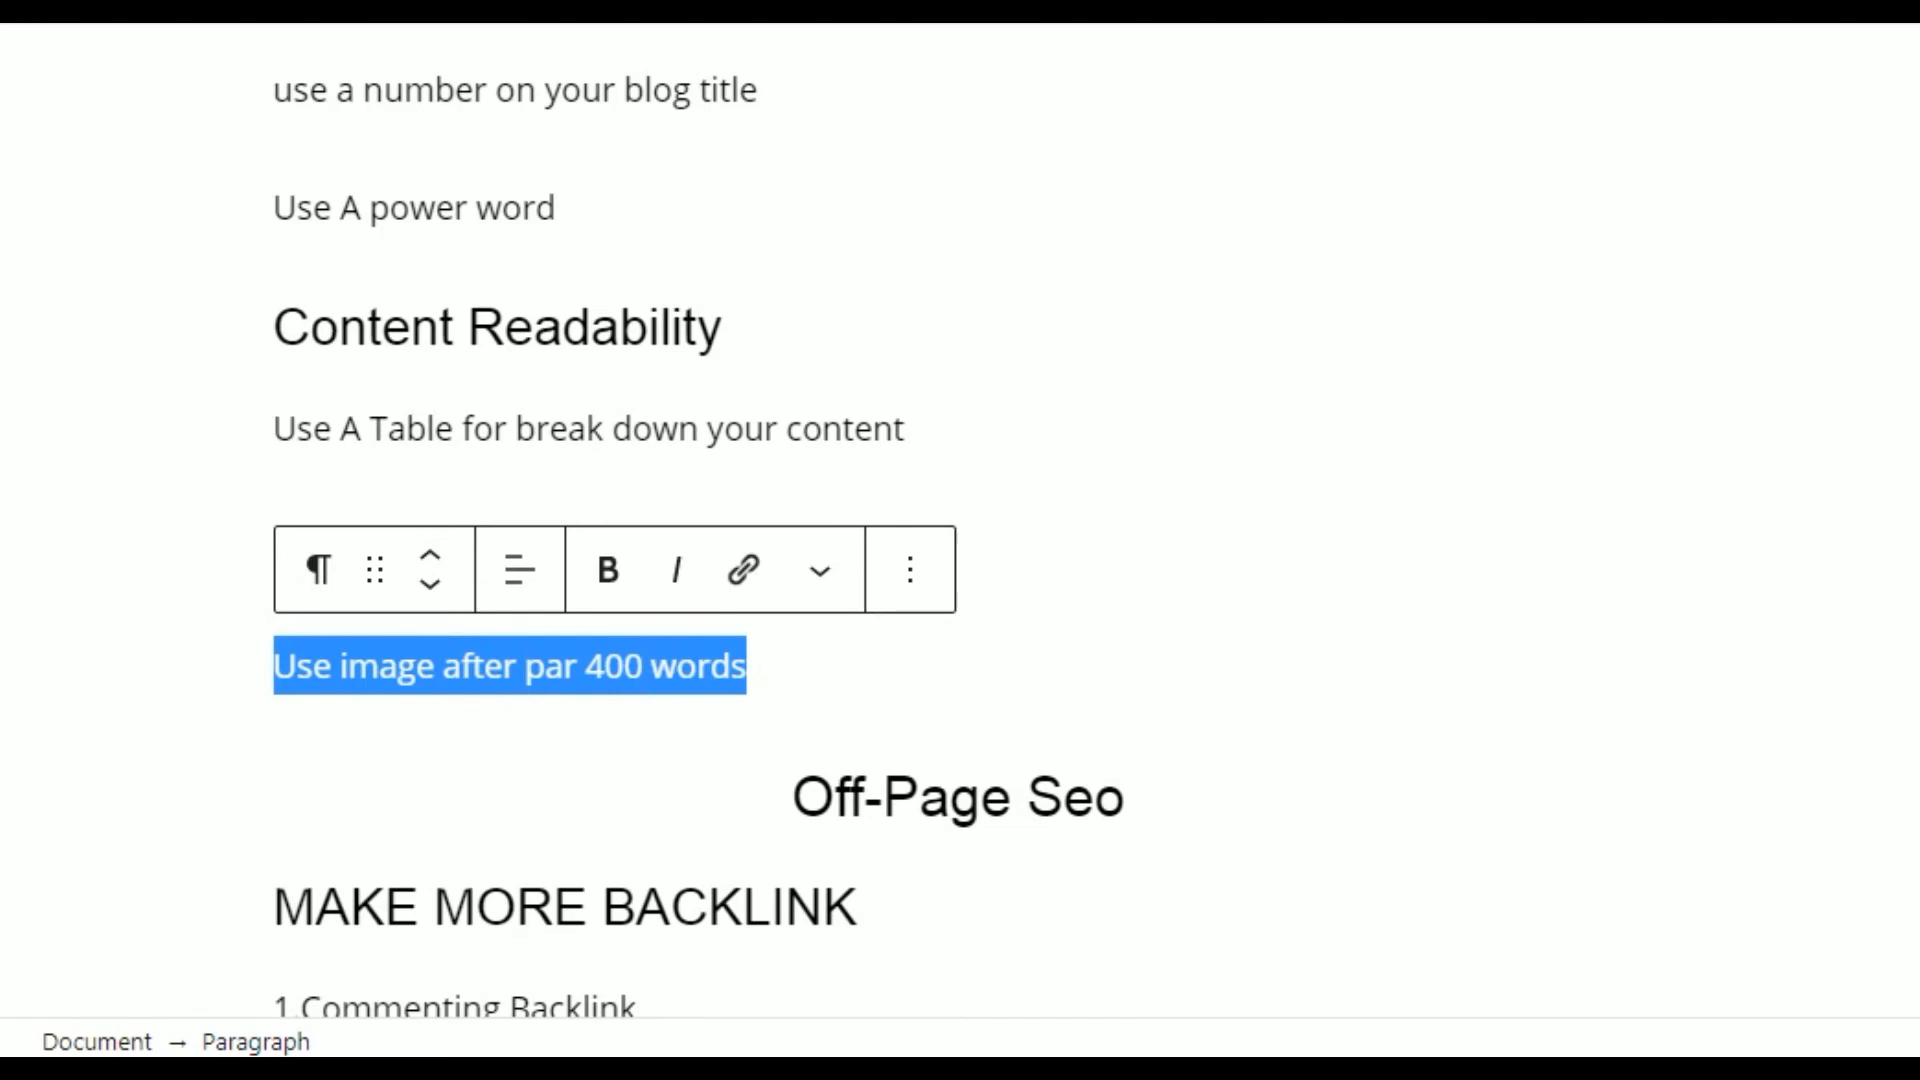 use a number on your blog title
Use A power word
Content Readability
Use A Table for break down your content
B I
Use image after par 400 words
Off-Page Seo
MAKE MORE BACKLINK
1.Commenting Backlink
Document → Paragraph